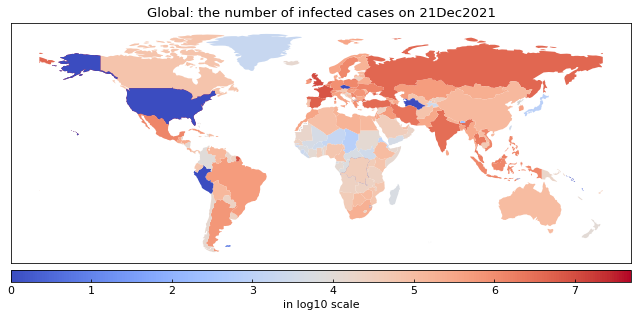 Global: the number of infected cases on 21Dec2021
0 1 2 3 4 5 6 7
in log10 scale